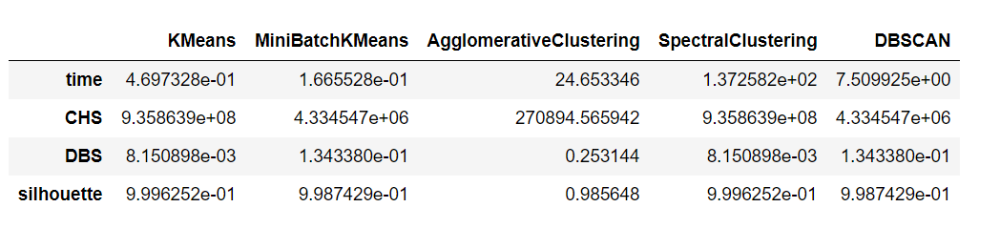 KMeans MiniBatchKMeans AgglomerativeClustering SpectralClustering DBSCAN
time 4.697328e-01 1.665528e-01 24.653346 1.372582e+02 7.509925e+00
CHS 9.358639e+08 4.334547e+06 270894.565942 9.358639e+08 4.334547e+06
DBS 8.150898e-03 1.343380e-01 0.253144 8.150898e-03 1.343380e-01
silhouette 9.996252e-01 9.987429e-01 0.985648 9.996252e-01 9.987429e-01